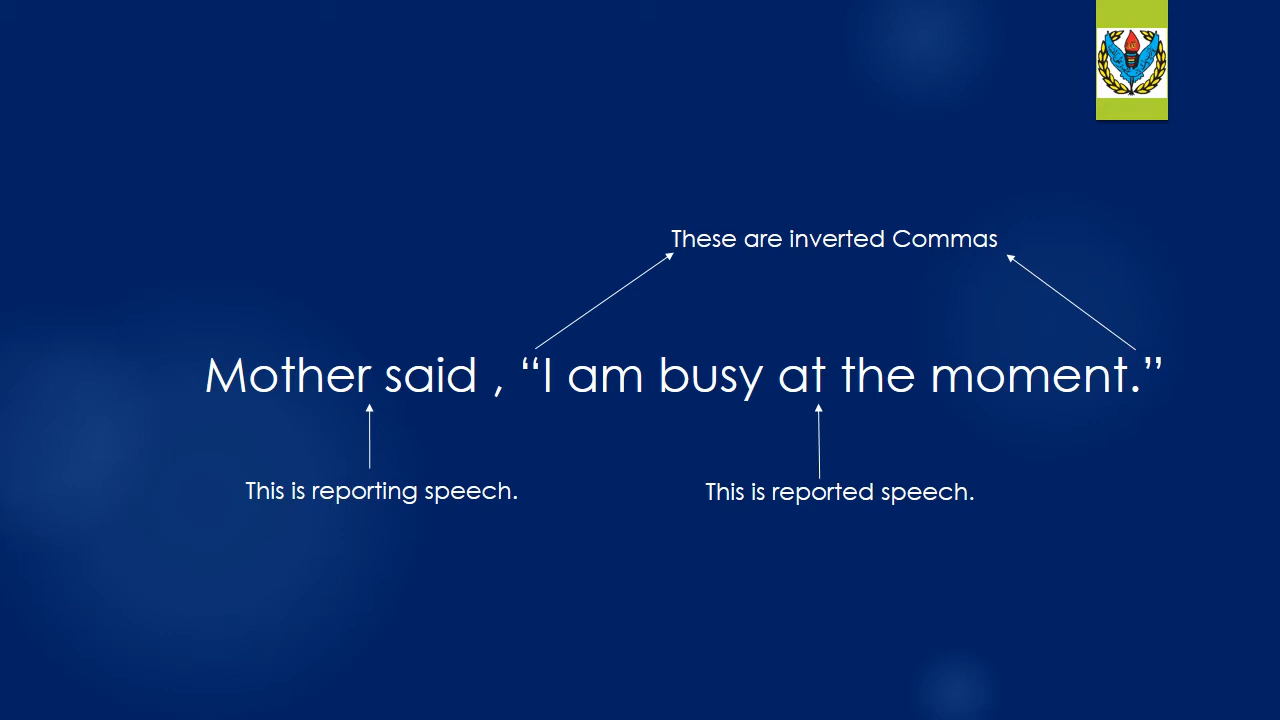 These are inverted Commas
Mother said , “I am busy at the moment.”
This is reporting speech.
This is reported speech.